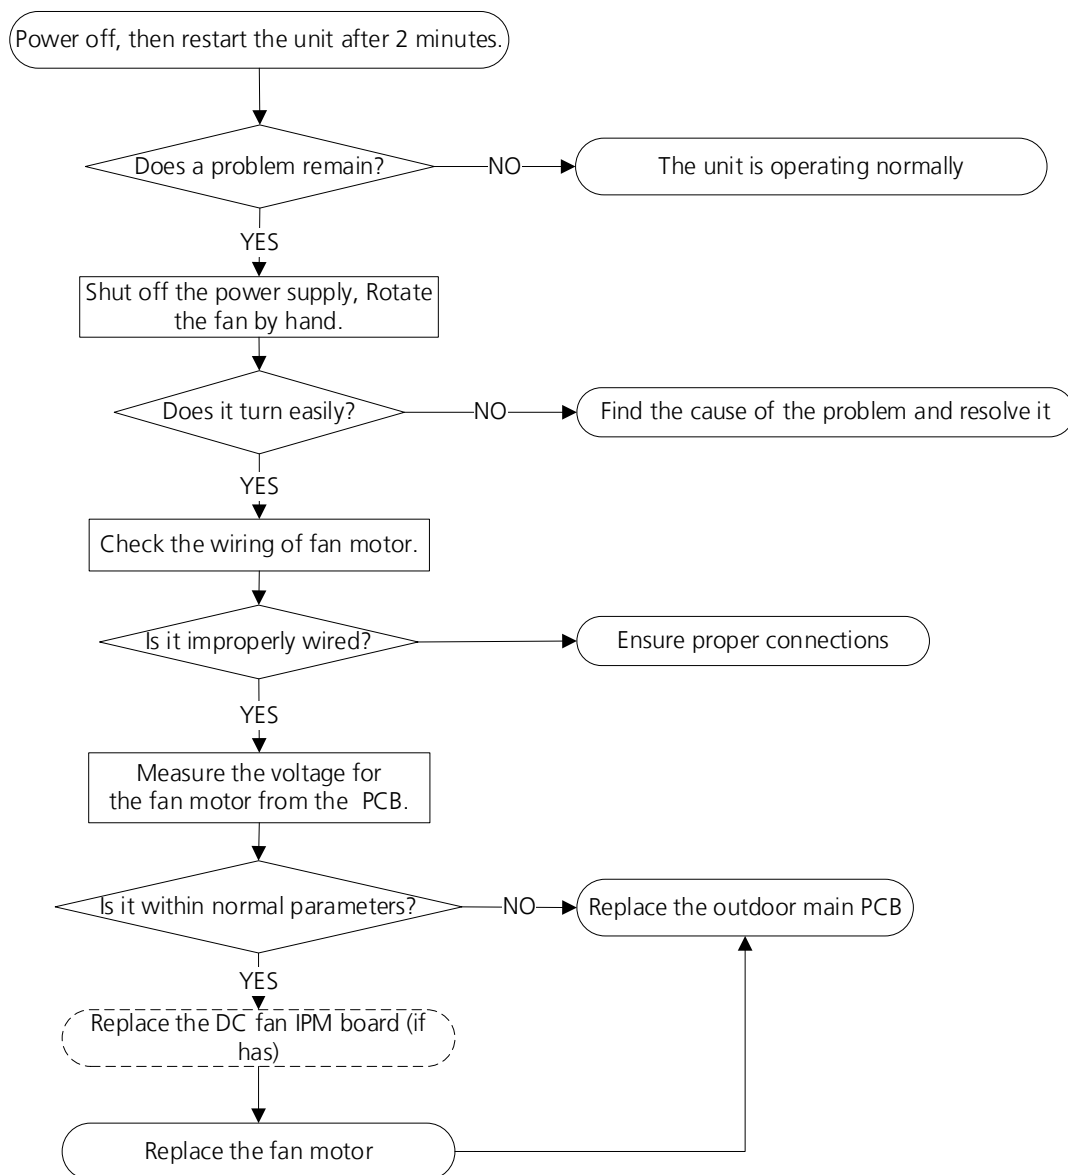 Power off, then restart the unit after 2 minutes.
Does a problem remain?
NO
The unit is operating normally
YES
Shut off the power supply, Rotate
the fan by hand.
Does it turn easily?
NO
Find the cause of the problem and resolve it
YES
Check the wiring of fan motor.
Is it improperly wired?
Ensure proper connections
YES
Measure the voltage for
the fan motor from the PCB.
Is it within normal parameters?
NO
Replace the outdoor main PCB
YES
Replace the DC fan IPM board (if
has)
Replace the fan motor